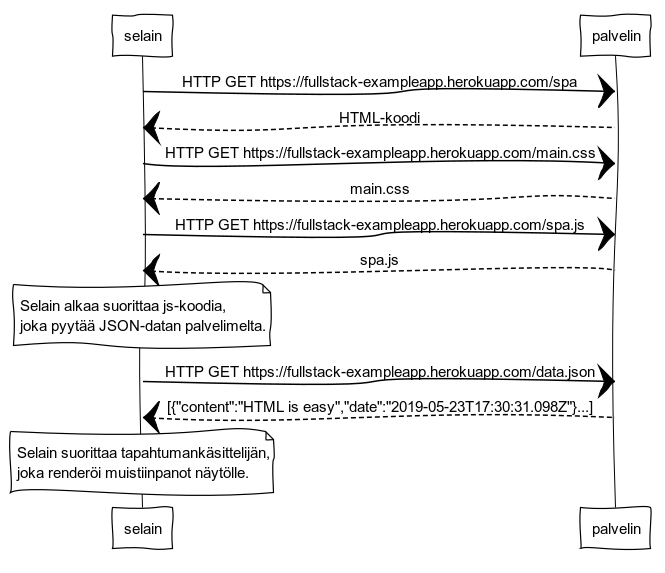 selain
palvelin
HTTP GET https://fullstack-exampleapp.herokuapp.com/spa
HTML-koodi
HTTP GET https://fullstack-exampleapp.herokuapp.com/main.css
main.css
HTTP GET https://fullstack-exampleapp.herokuapp.com/spa.js
spa.js
Selain alkaa suorittaa js-koodia,
joka pyytää JSON-datan palvelimelta.
HTTP GET https://fullstack-exampleapp.herokuapp.com/data.json
[{"content":"HTML is easy","date":"2019-05-23T17:30:31.098Z"}...]
Selain suorittaa tapahtumankäsittelijän,
joka renderöi muistiinpanot näytölle.
selain
palvelin